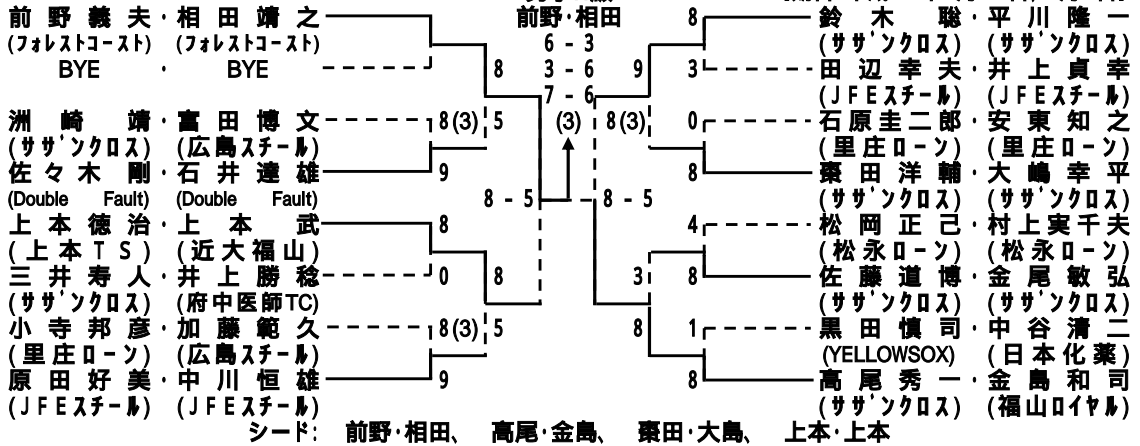 前野・相田
6 - 3
3 - 6
7 - 6
(3)
前野義夫・相田靖之
(フォレストコースト) (フォレストコースト)
BYE ・ BYE
洲崎靖・富田博文
(サザンクロス) (広島スチール)
佐々木剛・石井達雄
(Double Fault) (Double Fault)
上本徳治・上本武
(上本TS) (近大福山)
三井寿人・井上勝稔
(サザンクロス) (府中医師TC)
小寺邦彦・加藤範久
(里庄ローン) (広島スチール)
原田好美・中川恒雄
(JFEスチール) (JFEスチール)
8
8(3) 5
9
8 - 5
8
0 8
8(3) 5
9
8
9 3
8(3) 0
8
8 - 5
4
3 8
8 1
8
鈴木聡・平川隆一
(サザンクロス) (サザンクロス)
田辺幸夫・井上貞幸
(JFEスチール) (JFEスチール)
石原圭二郎・安東知之
(里庄ローン) (里庄ローン)
棗田洋輔・大嶋幸平
(サザンクロス) (サザンクロス)
松岡正己・村上実千夫
(松永ローン) (松永ローン)
佐藤道博・金尾敏弘
(サザンクロス) (サザンクロス)
黒田慎司・中谷清二
(YELLOWSOX) (日本化薬)
高尾秀一・金島和司
(サザンクロス) (福山ロイヤル)
シード: 前野・相田、 高尾・金島、 棗田・大島、 上本・上本